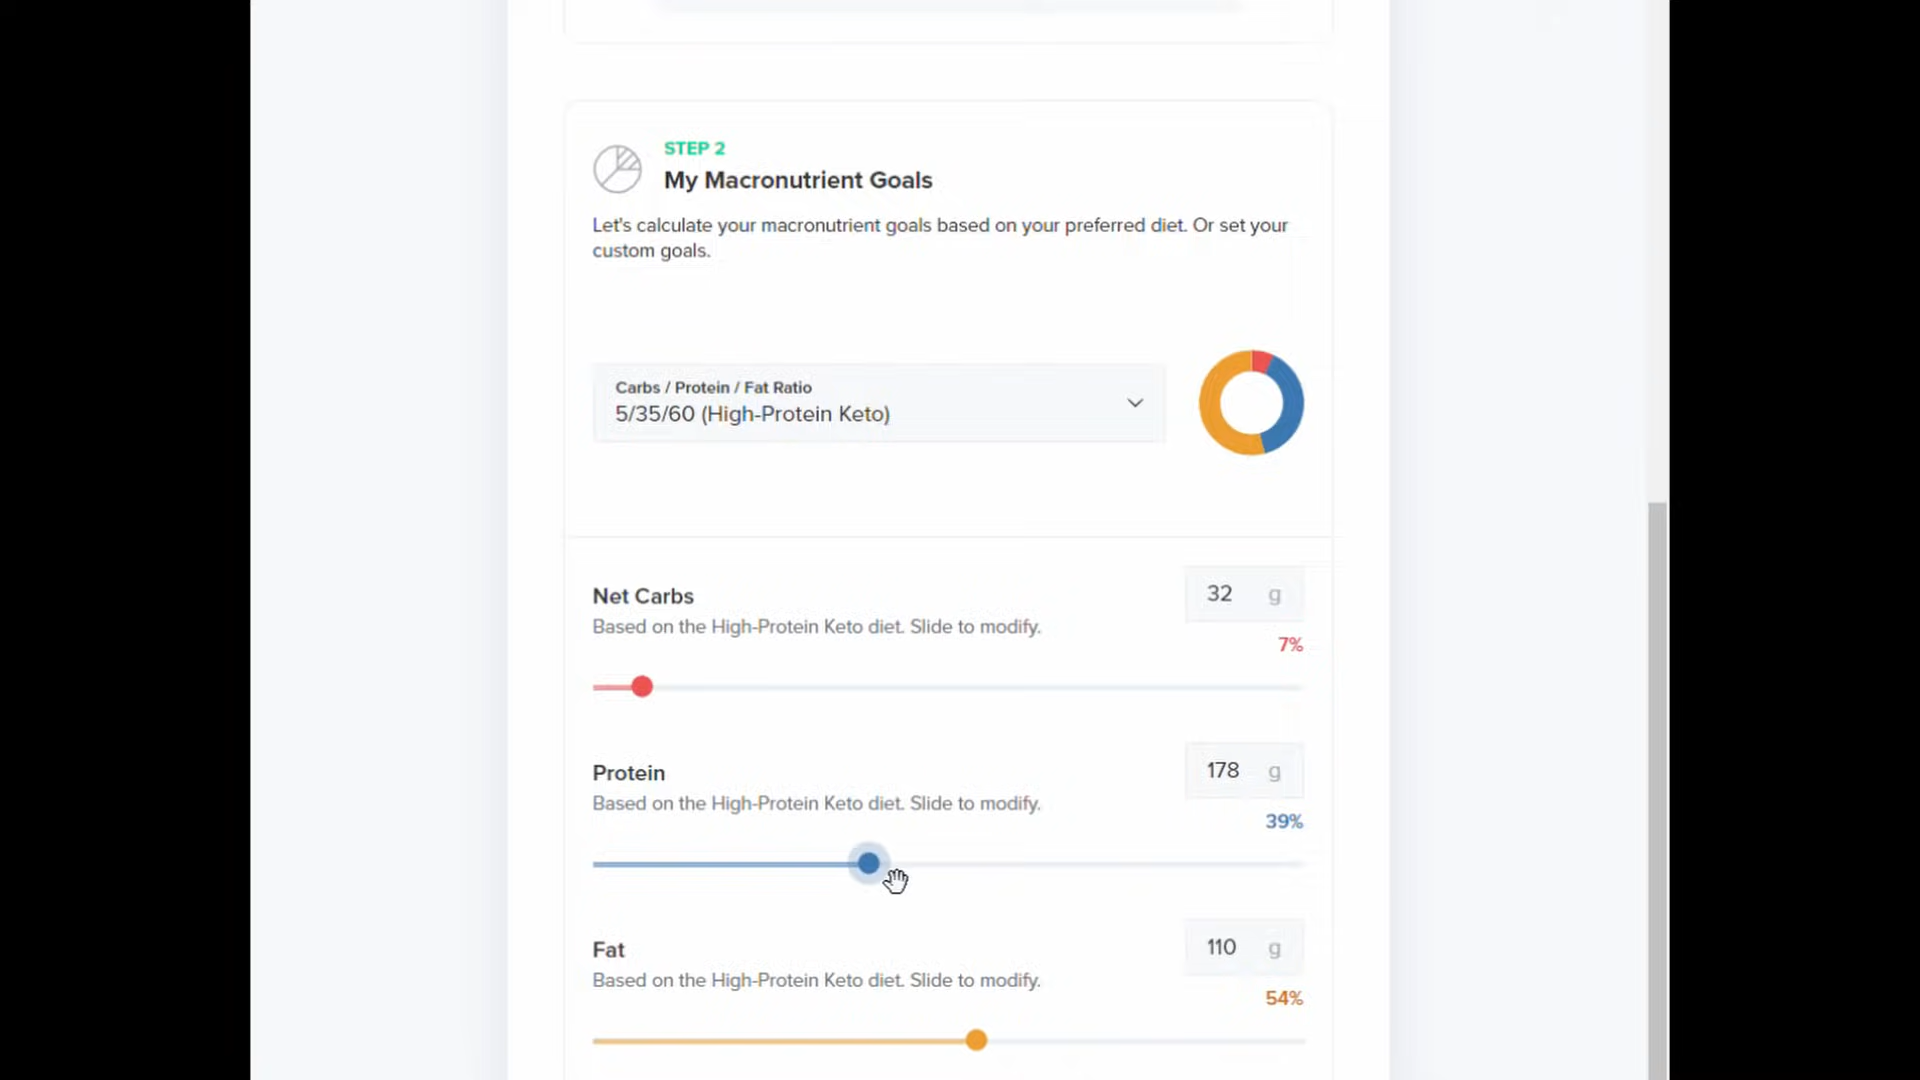 STEP 2
My Macronutrient Goals
Let's calculate your macronutrient goals based on your preferred diet. Or set your
custom goals.
Carbs / Protein / Fat Ratio
5/35/60 (High-Protein Keto)
Net Carbs
32 g
Based on the High-Protein Keto diet. Slide to modify.
7%
Protein
178 g
Based on the High-Protein Keto diet. Slide to modify.
39%
Fat
110 g
Based on the High-Protein Keto diet. Slide to modify.
54%